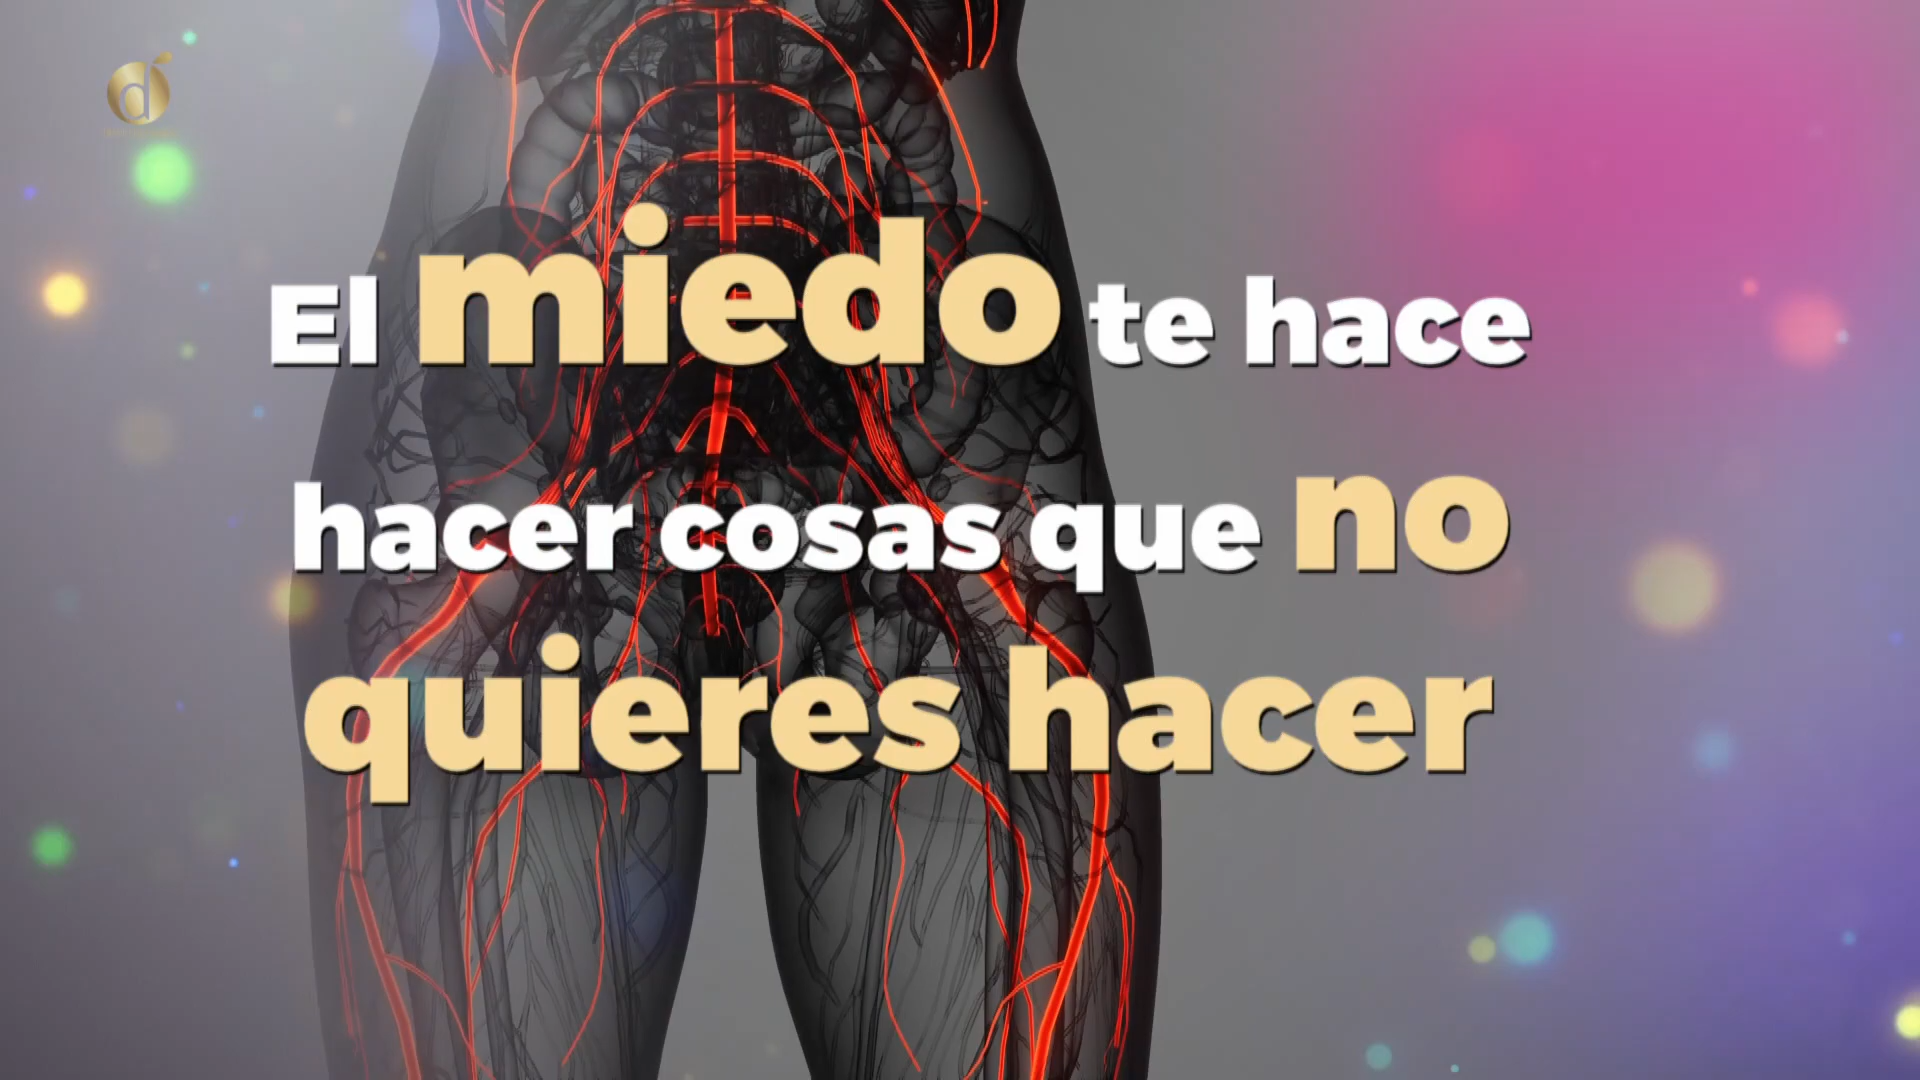 d
El miedo te hace
hacer cosas que no
quieres hacer